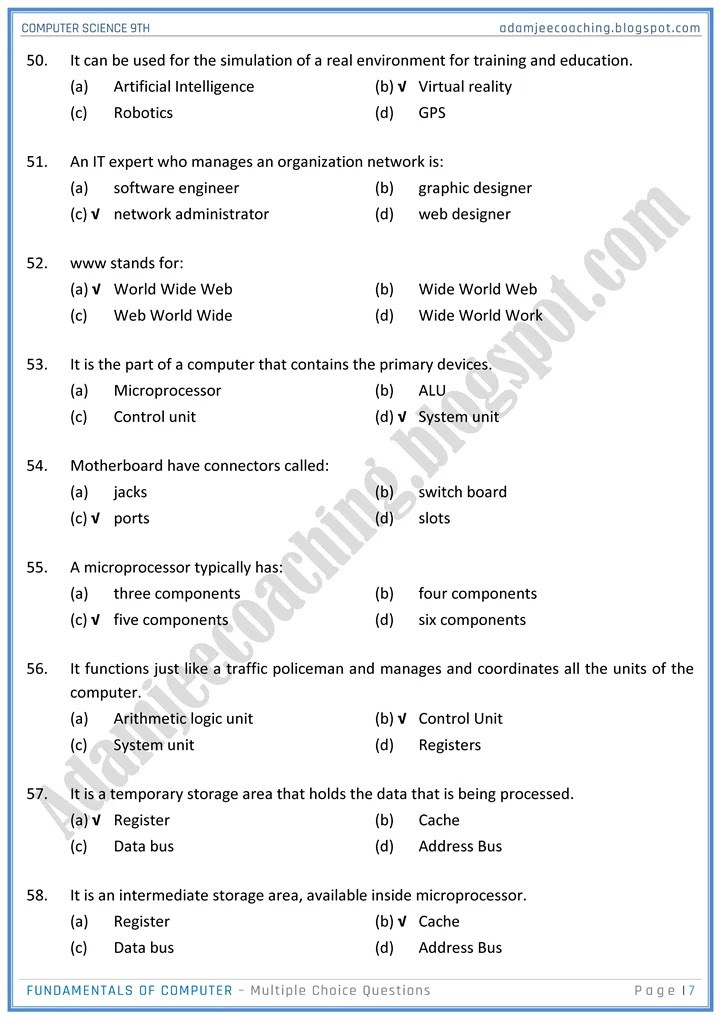 COMPUTER SCIENCE 9TH adamjeecoaching.blogspot.com
50. It can be used for the simulation of a real environment for training and education.
(a) Artificial Intelligence (b) √ Virtual reality
(c) Robotics (d) GPS
51. An IT expert who manages an organization network is:
(a) software engineer (b) graphic designer
(c) √ network administrator (d) web designer
52. www stands for:
(a) √ World Wide Web (b) Wide World Web
(c) Web World Wide (d) Wide World Work
53. It is the part of a computer that contains the primary devices.
(a) Microprocessor (b) ALU
(c) Control unit (d) √ System unit
54. Motherboard have connectors called:
(a) jacks (b) switch board
(c) √ ports (d) slots
55. A microprocessor typically has:
(a) three components (b) four components
(c) √ five components (d) six components
56. It functions just like a traffic policeman and manages and coordinates all the units of the
computer.
(a) Arithmetic logic unit (b) √ Control Unit
(c) System unit (d) Registers
57. It is a temporary storage area that holds the data that is being processed.
(a) √ Register (b) Cache
(c) Data bus (d) Address Bus
58. It is an intermediate storage area, available inside microprocessor.
(a) Register (b) √ Cache
(c) Data bus (d) Address Bus
Adamjeecoaching.blogspot.com
FUNDAMENTALS OF COMPUTER – Multiple Choice Questions Page | 7